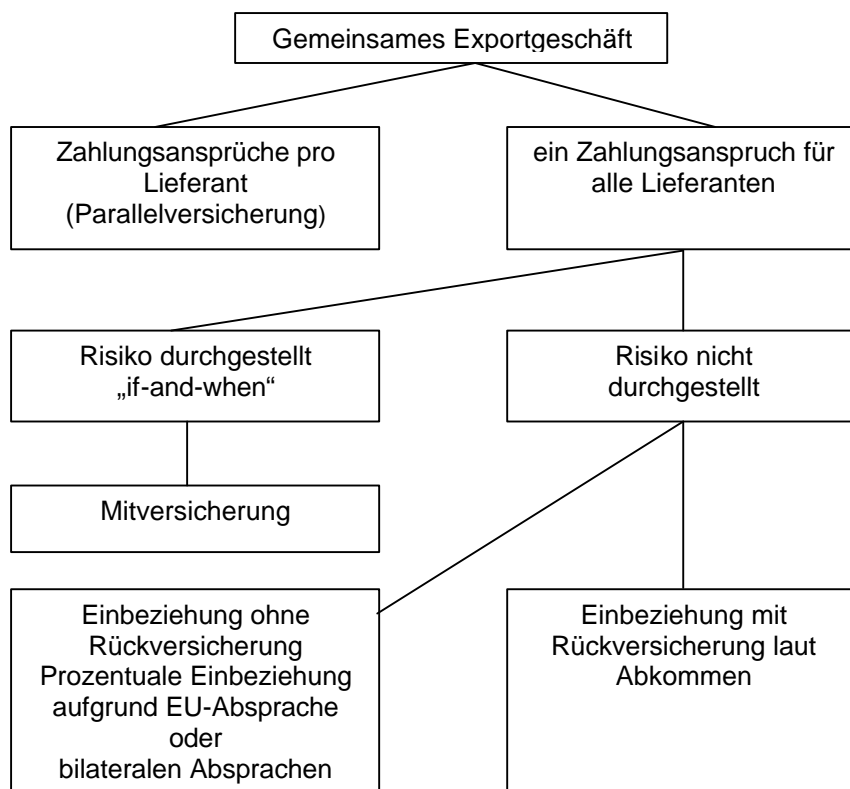 Gemeinsames Exportgeschäft
Zahlungsansprüche pro
Lieferant
(Parallelversicherung)
ein Zahlungsanspruch für
alle Lieferanten
Risiko durchgestellt
„if-and-when“
Risiko nicht
durchgestellt
Mitversicherung
Einbeziehung ohne
Rückversicherung
Prozentuale Einbeziehung
aufgrund EU-Absprache
oder
bilateralen Absprachen
Einbeziehung mit
Rückversicherung laut
Abkommen